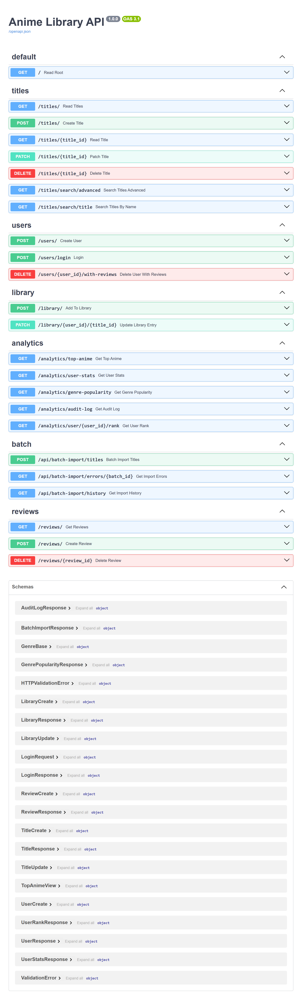 Anime Library API 1.0.0 OAS 3.1
/openapi.json
default
GET / Read Root
titles
GET /titles/ Read Titles
POST /titles/ Create Title
GET /titles/{title_id} Read Title
PATCH /titles/{title_id} Patch Title
DELETE /titles/{title_id} Delete Title
GET /titles/search/advanced Search Titles Advanced
GET /titles/search/title Search Titles By Name
users
POST /users/ Create User
POST /users/login Login
DELETE /users/{user_id}/with-reviews Delete User With Reviews
library
POST /library/ Add To Library
PATCH /library/{user_id}/{title_id} Update Library Entry
analytics
GET /analytics/top-anime Get Top Anime
GET /analytics/user-stats Get User Stats
GET /analytics/genre-popularity Get Genre Popularity
GET /analytics/audit-log Get Audit Log
GET /analytics/user/{user_id}/rank Get User Rank
batch
POST /api/batch-import/titles Batch Import Titles
GET /api/batch-import/errors/{batch_id} Get Import Errors
GET /api/batch-import/history Get Import History
reviews
GET /reviews/ Get Reviews
POST /reviews/ Create Review
DELETE /reviews/{review_id} Delete Review
Schemas
AuditLogResponse Expand all object
BatchImportResponse Expand all object
GenreBase Expand all object
GenrePopularityResponse Expand all object
HTTPValidationError Expand all object
LibraryCreate Expand all object
LibraryResponse Expand all object
LibraryUpdate Expand all object
LoginRequest Expand all object
LoginResponse Expand all object
ReviewCreate Expand all object
ReviewResponse Expand all object
TitleCreate Expand all object
TitleResponse Expand all object
TitleUpdate Expand all object
TopAnimeView Expand all object
UserCreate Expand all object
UserRankResponse Expand all object
UserResponse Expand all object
UserStatsResponse Expand all object
ValidationError Expand all object